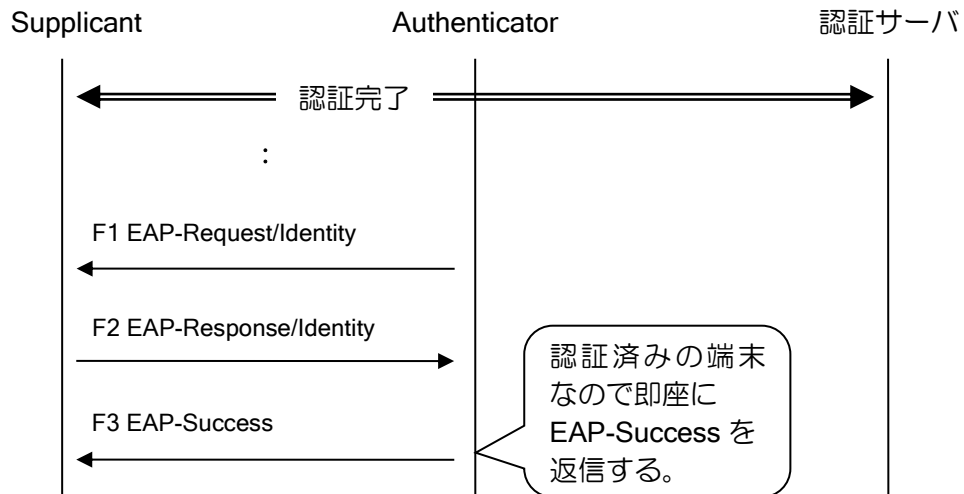 Supplicant Authenticator 認証サーバ
認証完了
:
F1 EAP-Request/Identity
F2 EAP-Response/Identity
認証済みの端末
なので即座に
F3 EAP-Success
EAP-Success を
返信する。